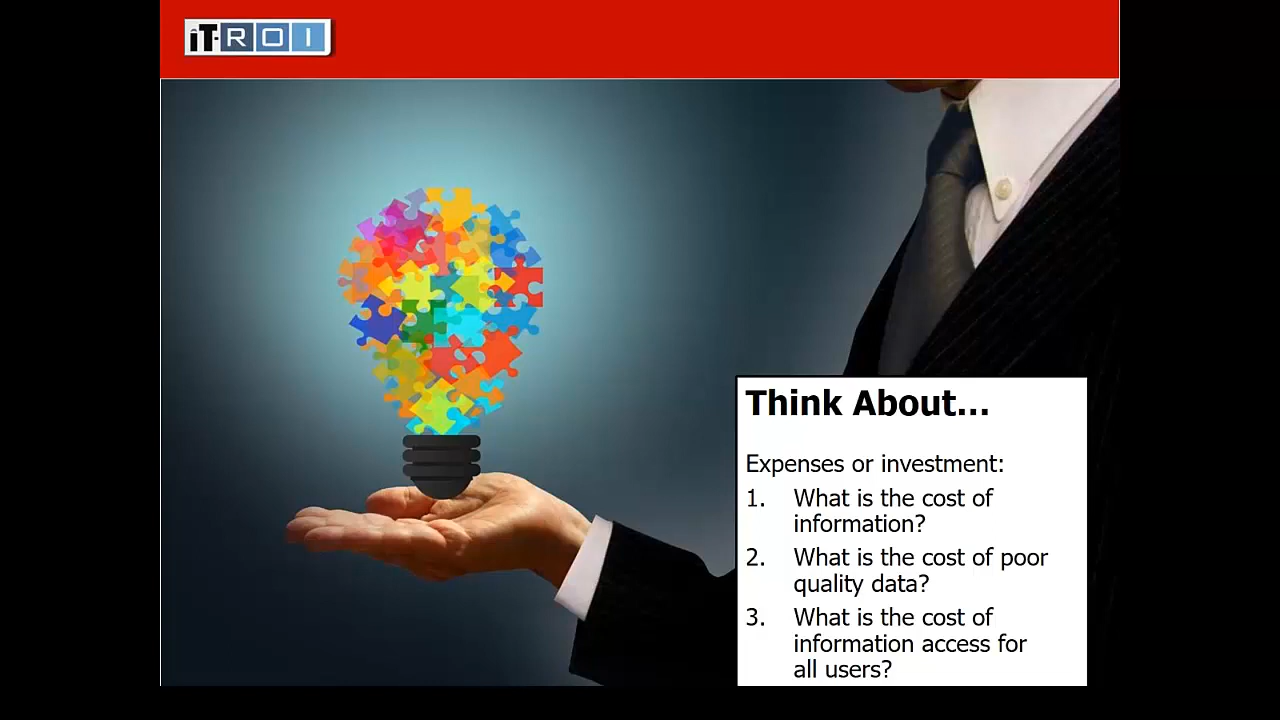 iT-ROI
Think About...
Expenses or investment:
1. What is the cost of
information?
2. What is the cost of poor
quality data?
3. What is the cost of
information access for
all users?